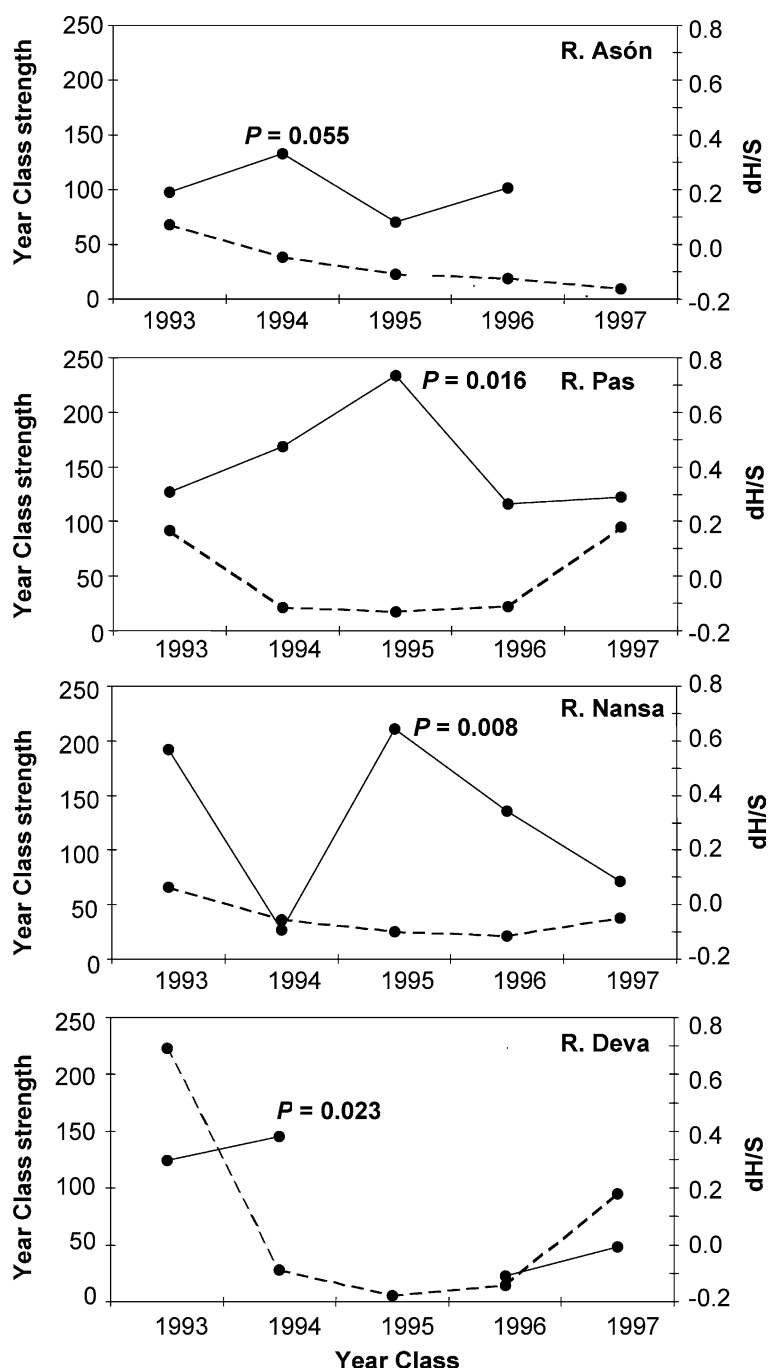 R. Asón
P = 0.055
Year Class strength
250
200
150
100
50
0
dH/S
0.8
0.6
0.4
0.2
0.0
-0.2
1993 1994 1995 1996 1997
R. Pas
P = 0.016
Year Class strength
250
200
150
100
50
0
dH/S
0.8
0.6
0.4
0.2
0.0
-0.2
1993 1994 1995 1996 1997
R. Nansa
P = 0.008
Year Class strength
250
200
150
100
50
0
dH/S
0.8
0.6
0.4
0.2
0.0
-0.2
1993 1994 1995 1996 1997
R. Deva
P = 0.023
Year Class strength
250
200
150
100
50
0
dH/S
0.8
0.6
0.4
0.2
0.0
-0.2
1993 1994 1995 1996 1997
Year Class